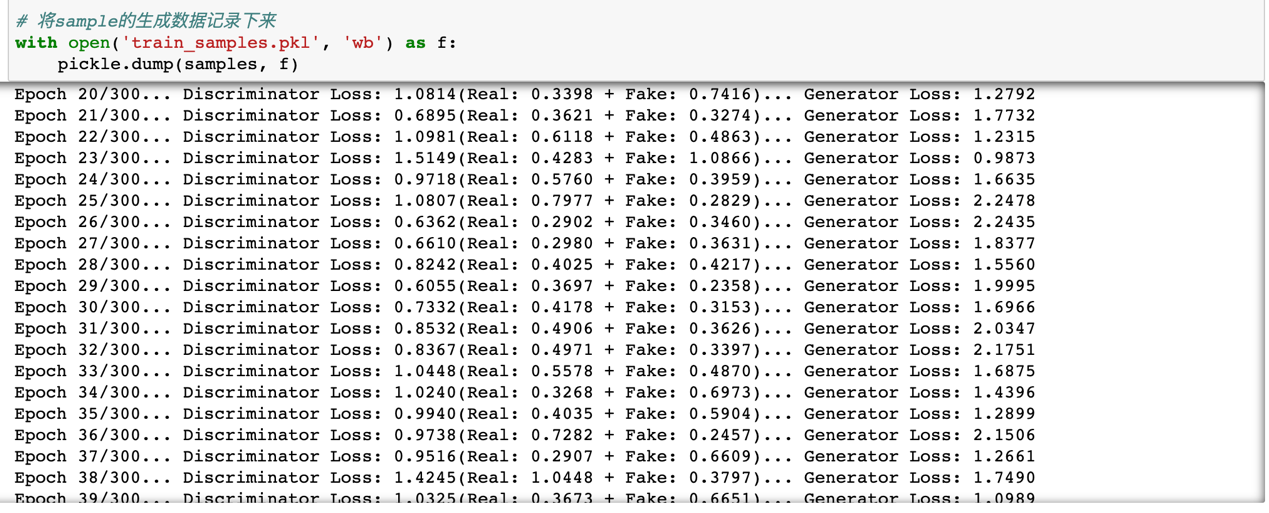 # 将sample的生成数据记录下来
with open('train_samples.pkl', 'wb') as f:
    pickle.dump(samples, f)
Epoch 20/300... Discriminator Loss: 1.0814(Real: 0.3398 + Fake: 0.7416)... Generator Loss: 1.2792
Epoch 21/300... Discriminator Loss: 0.6895(Real: 0.3621 + Fake: 0.3274)... Generator Loss: 1.7732
Epoch 22/300... Discriminator Loss: 1.0981(Real: 0.6118 + Fake: 0.4863)... Generator Loss: 1.2315
Epoch 23/300... Discriminator Loss: 1.5149(Real: 0.4283 + Fake: 1.0866)... Generator Loss: 0.9873
Epoch 24/300... Discriminator Loss: 0.9718(Real: 0.5760 + Fake: 0.3959)... Generator Loss: 1.6635
Epoch 25/300... Discriminator Loss: 1.0807(Real: 0.7977 + Fake: 0.2829)... Generator Loss: 2.2478
Epoch 26/300... Discriminator Loss: 0.6362(Real: 0.2902 + Fake: 0.3460)... Generator Loss: 2.2435
Epoch 27/300... Discriminator Loss: 0.6610(Real: 0.2980 + Fake: 0.3631)... Generator Loss: 1.8377
Epoch 28/300... Discriminator Loss: 0.8242(Real: 0.4025 + Fake: 0.4217)... Generator Loss: 1.5560
Epoch 29/300... Discriminator Loss: 0.6055(Real: 0.3697 + Fake: 0.2358)... Generator Loss: 1.9995
Epoch 30/300... Discriminator Loss: 0.7332(Real: 0.4178 + Fake: 0.3153)... Generator Loss: 1.6966
Epoch 31/300... Discriminator Loss: 0.8532(Real: 0.4906 + Fake: 0.3626)... Generator Loss: 2.0347
Epoch 32/300... Discriminator Loss: 0.8367(Real: 0.4971 + Fake: 0.3397)... Generator Loss: 2.1751
Epoch 33/300... Discriminator Loss: 1.0448(Real: 0.5578 + Fake: 0.4870)... Generator Loss: 1.6875
Epoch 34/300... Discriminator Loss: 1.0240(Real: 0.3268 + Fake: 0.6973)... Generator Loss: 1.4396
Epoch 35/300... Discriminator Loss: 0.9940(Real: 0.4035 + Fake: 0.5904)... Generator Loss: 1.2899
Epoch 36/300... Discriminator Loss: 0.9738(Real: 0.7282 + Fake: 0.2457)... Generator Loss: 2.1506
Epoch 37/300... Discriminator Loss: 0.9516(Real: 0.2907 + Fake: 0.6609)... Generator Loss: 1.2661
Epoch 38/300... Discriminator Loss: 1.4245(Real: 1.0448 + Fake: 0.3797)... Generator Loss: 1.7490
Epoch 39/300... Discriminator Loss: 1.0325(Real: 0.3673 + Fake: 0.6651)... Generator Loss: 1.0989